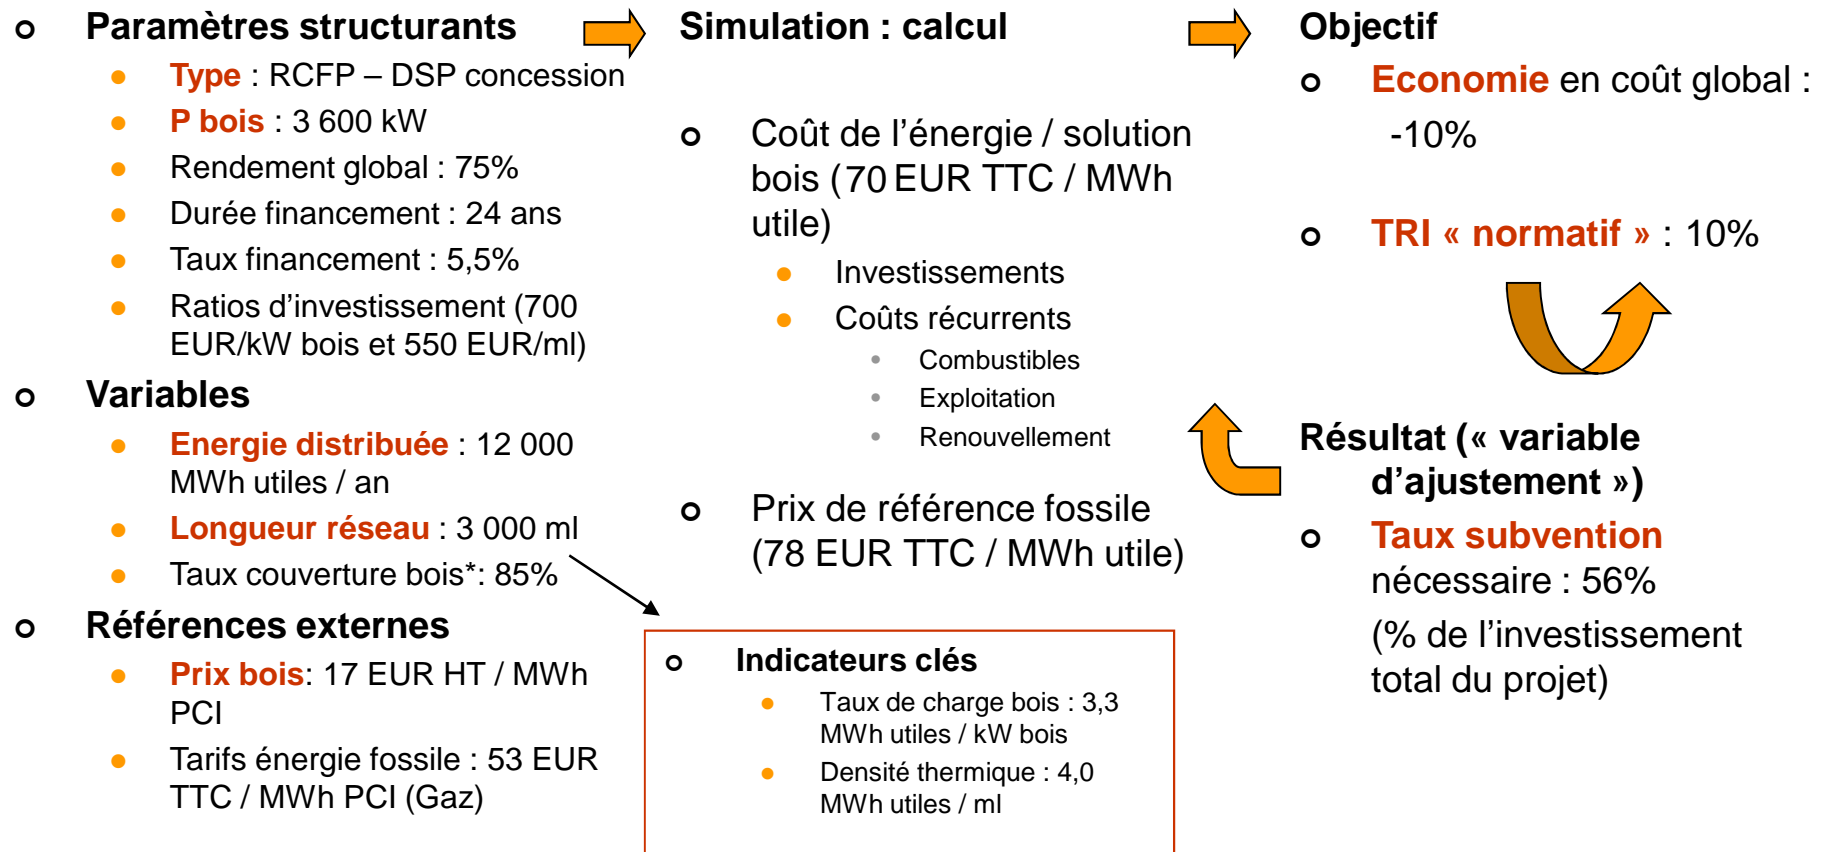 Paramètres structurants
Type : RCFP – DSP concession
P bois : 3 600 kW
Rendement global : 75%
Durée financement : 24 ans
Taux financement : 5,5%
Ratios d’investissement (700
EUR/kW bois et 550 EUR/ml)
Variables
Energie distribuée : 12 000
MWh utiles / an
Longueur réseau : 3 000 ml
Taux couverture bois*: 85%
Références externes
Prix bois: 17 EUR HT / MWh
PCI
Tarifs énergie fossile : 53 EUR
TTC / MWh PCI (Gaz)
Simulation : calcul
Coût de l’énergie / solution
bois (70 EUR TTC / MWh
utile)
Investissements
Coûts récurrents
Combustibles
Exploitation
Renouvellement
Prix de référence fossile
(78 EUR TTC / MWh utile)
Indicateurs clés
Taux de charge bois : 3,3
MWh utiles / kW bois
Densité thermique : 4,0
MWh utiles / ml
Objectif
Economie en coût global :
-10%
TRI « normatif » : 10%
Résultat (« variable
d’ajustement »)
Taux subvention
nécessaire : 56%
(% de l’investissement
total du projet)